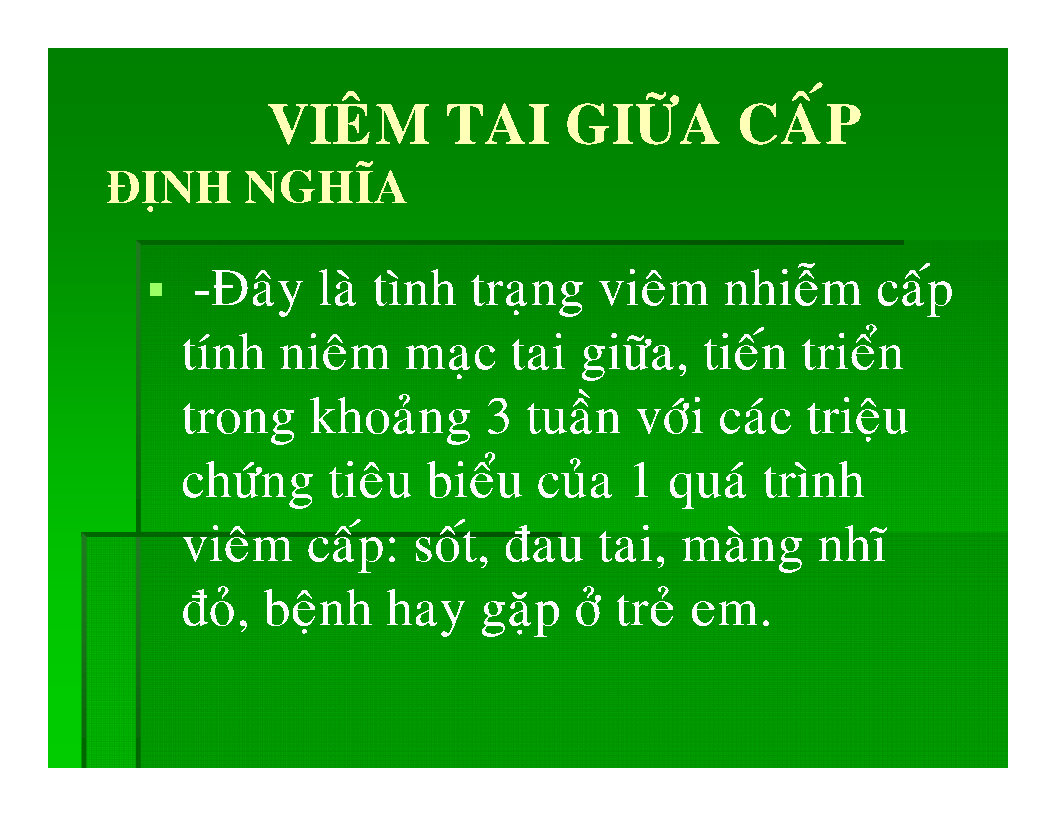 VIÊM TAI GIỮA CẤP
ĐỊNH NGHĨA
▪ -Đây là tình trạng viêm nhiễm cấp
tính niêm mạc tai giữa, tiến triển
trong khoảng 3 tuần với các triệu
chứng tiêu biểu của 1 quá trình
viêm cấp: sốt, đau tai, màng nhĩ
đỏ, bệnh hay gặp ở trẻ em.